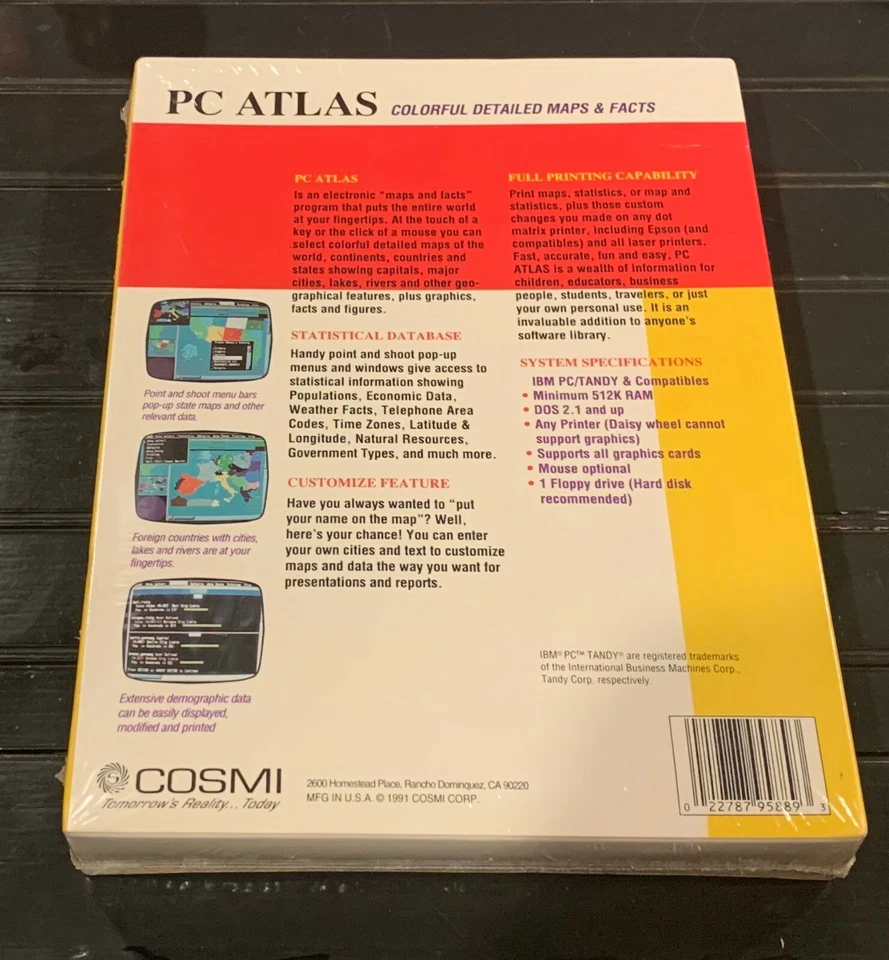 PC ATLAS COLORFUL DETAILED MAPS & FACTS
PC ATLAS
Is an electronic "maps and facts"
program that puts the entire world
at your fingertips. At the touch of a
key or the click of a mouse you can
.select colorful detailed maps of the
world, continents, countries and
states showing capitals, major
cities, lakes, rivers and other geo-
graphical features, plus graphics,
facts and figures.
STATISTICAL DATABASE
Handy point and shoot pop-up
menus and windows give access to
statistical information showing
Populations, Economic Data,
Weather Facts, Telephone Area
Codes, Time Zones, Latitude &
Longitude, Natural Resources,
Government Types, and much more.
CUSTOMIZE FEATURE
Have you always wanted to "put
your name on the map"? Well,
here's your chance! You can enter
your own cities and text to customize
maps and data the way you want for
presentations and reports.
FULL PRINTING CAPABILITY
Print maps, statistics, or map and
statistics, plus those custom
changes you made on any dot
matrix printer, including Epson (and
compatibles) and all laser printers.
Fast, accurate, fun and easy, PC
ATLAS is a wealth of Information for
children, educators, business
people, students, travelers, or just
your own personal use. It is an
invaluable addition to anyone's
software library.
SYSTEM SPECIFICATIONS
IBM PC/TANDY & Compatibles
• Minimum 512K RAM
• DOS 2.1 and up
• Any Printer (Daisy wheel cannot
support graphics)
• Supports all graphics cards
• Mouse optional
• 1 Floppy drive (Hard disk
recommended)
Point and shoot menu bars
pop-up state maps and other
relevant data.
Foreign countries with cities,
lakes and rivers are at your
fingertips.
Extensive demographic data
can be easily displayed,
modified and printed
IBM® PC™ TANDY® are registered trademarks
of the International Business Machines Corp.,
Tandy Corp. respectively.
COSMI
Tomorrow's Reality... Today
2600 Homestead Place, Rancho Dominquez, CA 90220
MFG IN U.S.A. © 1991 COSMI CORP.
0 22787 95889 3